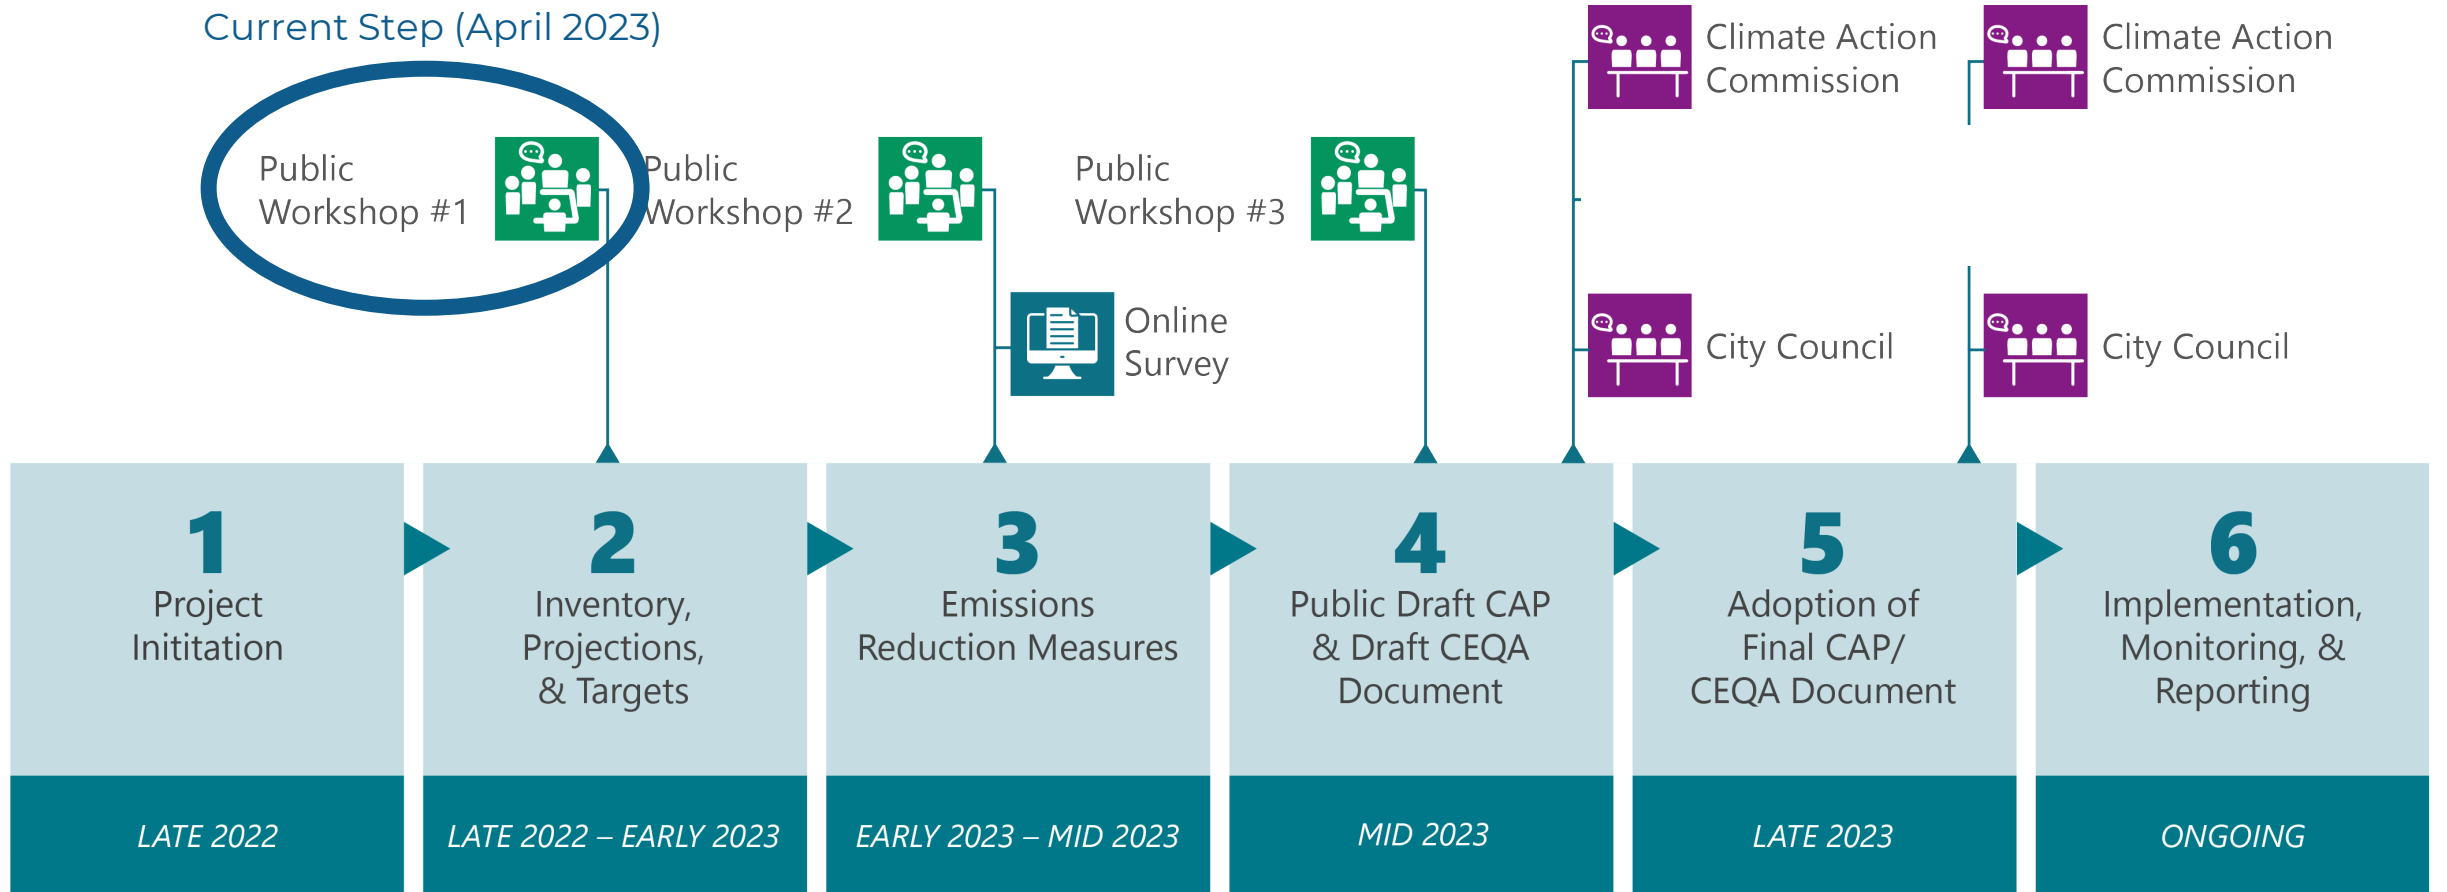 Current Step (April 2023)
Public
Workshop #1
Public
Workshop #2
Public
Workshop #3
Climate Action
Commission
Climate Action
Commission
Online
Survey
City Council
City Council
1
Project
Inititation
2
Inventory,
Projections,
& Targets
3
Emissions
Reduction Measures
4
Public Draft CAP
& Draft CEQA
Document
5
Adoption of
Final CAP/
CEQA Document
6
Implementation,
Monitoring, &
Reporting
LATE 2022
LATE 2022 – EARLY 2023
EARLY 2023 – MID 2023
MID 2023
LATE 2023
ONGOING